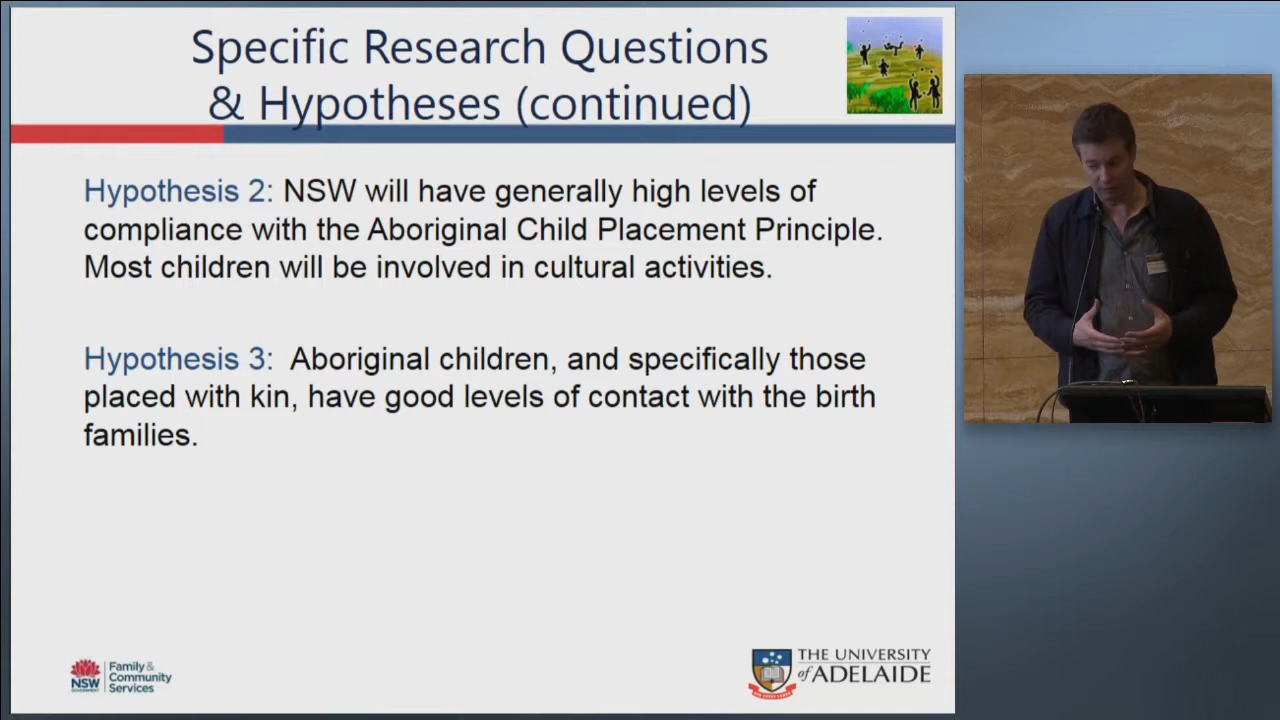 Specific Research Questions
& Hypotheses (continued)
Hypothesis 2: NSW will have generally high levels of
compliance with the Aboriginal Child Placement Principle.
Most children will be involved in cultural activities.
Hypothesis 3: Aboriginal children, and specifically those
placed with kin, have good levels of contact with the birth
families.
NSW
GOVERNMENT
Family &
Community
Services
THE UNIVERSITY
of ADELAIDE